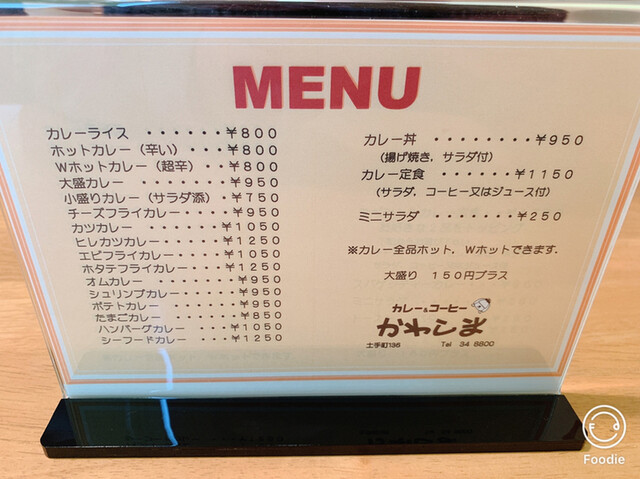 MENU
カレーライス ・・・・・・¥800
ホットカレー（辛い）・・・¥800
Wホットカレー（超辛）・・¥800
大盛カレー ・・・・・・¥950
小盛りカレー（サラダ添）・¥750
チーズフライカレー・・・¥950
カツカレー ・・・・・・¥1050
ヒレカツカレー・・・・・¥1250
エビフライカレー・・・・¥1050
ホタテフライカレー・・・¥1250
オムカレー ・・・・・・¥950
シュリンプカレー・・・・¥950
ポテトカレー ・・・・・¥950
たまごカレー ・・・・・¥850
ハンバーグカレー ・・・¥1050
シーフードカレー・・・・¥1250
カレー丼 ・・・・・・・・¥950
（揚げ焼き，サラダ付）
カレー定食 ・・・・・・¥1150
（サラダ，コーヒー又はジュース付）
ミニサラダ ・・・・・・・¥250
※カレー全品ホット，Wホットできます．
大盛り 150円プラス
カレー&コーヒー
かわしま
士手町136 Tel 34 6800
Foodie